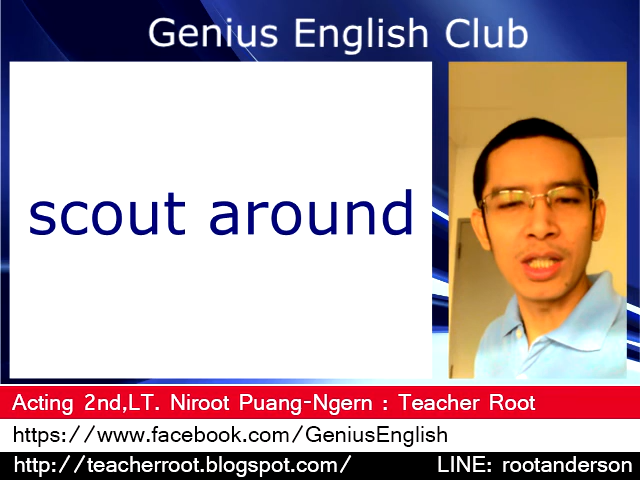 Genius English Club
scout around
Acting 2nd,LT. Niroot Puang-Ngern : Teacher Root
https://www.facebook.com/GeniusEnglish
http://teacherroot.blogspot.com/ LINE: rootanderson